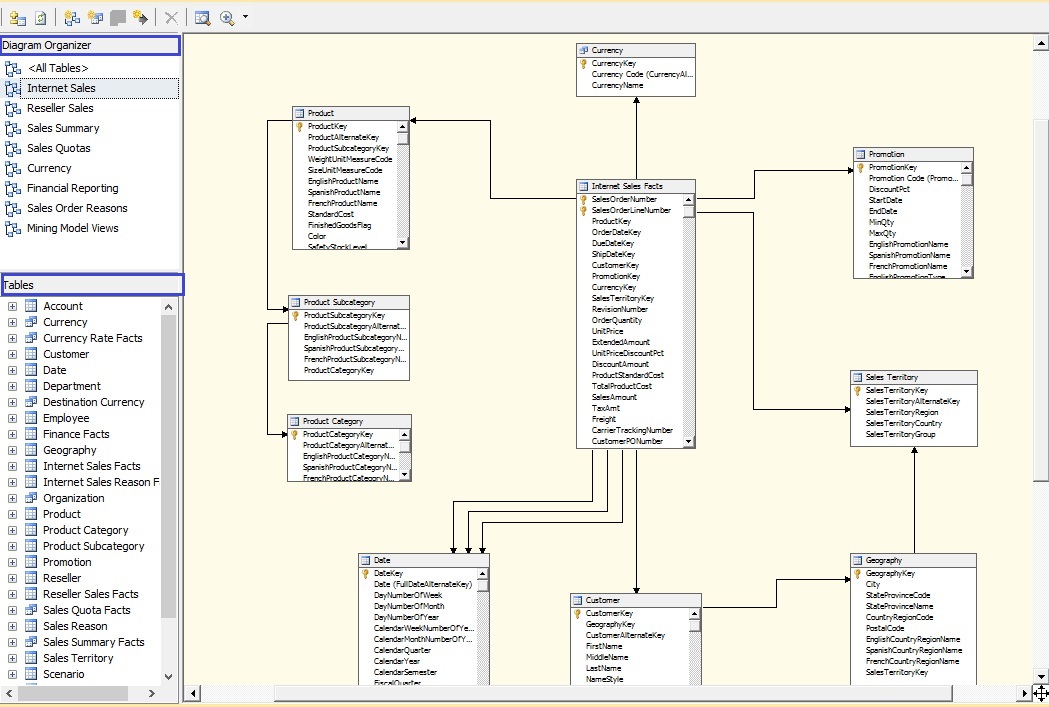 Diagram Organizer
<All Tables>
Internet Sales
Reseller Sales
Sales Summary
Sales Quotas
Currency
Financial Reporting
Sales Order Reasons
Mining Model Views
Tables
Account
Currency
Currency Rate Facts
Customer
Date
Department
Destination Currency
Employee
Finance Facts
Geography
Internet Sales Facts
Internet Sales Reason F
Organization
Product
Product Category
Product Subcategory
Promotion
Reseller
Reseller Sales Facts
Sales Quota Facts
Sales Reason
Sales Summary Facts
Sales Territory
Scenario
Currency
CurrencyKey
Currency Code (CurrencyAl...
CurrencyName
Product
ProductKey
ProductAlternateKey
ProductSubcategoryKey
WeightUnitMeasureCode
SizeUnitMeasureCode
EnglishProductName
SpanishProductName
FrenchProductName
StandardCost
FinishedGoodsFlag
Color
SafetyStockLevel
Product Subcategory
ProductSubcategoryKey
ProductSubcategoryAlternat...
EnglishProductSubcategoryN...
SpanishProductSubcategory...
FrenchProductSubcategoryN...
ProductCategoryKey
Product Category
ProductCategoryKey
ProductCategoryAlternat...
EnglishProductCategoryN...
SpanishProductCategoryN...
FrenchProductCategoryN...
Internet Sales Facts
SalesOrderNumber
SalesOrderLineNumber
ProductKey
OrderDateKey
DueDateKey
ShipDateKey
CustomerKey
PromotionKey
CurrencyKey
SalesTerritoryKey
RevisionNumber
OrderQuantity
UnitPrice
ExtendedAmount
UnitPriceDiscountPct
DiscountAmount
ProductStandardCost
TotalProductCost
SalesAmount
TaxAmt
Freight
CarrierTrackingNumber
CustomerPONumber
Promotion
PromotionKey
Promotion Code (Promo...
DiscountPct
StartDate
EndDate
MinQty
MaxQty
EnglishPromotionName
SpanishPromotionName
FrenchPromotionName
EnglishPromotionType
Sales Territory
SalesTerritoryKey
SalesTerritoryAlternateKey
SalesTerritoryRegion
SalesTerritoryCountry
SalesTerritoryGroup
Date
DateKey
Date (FullDateAlternateKey)
DayNumberOfWeek
DayNumberOfMonth
DayNumberOfYear
CalendarWeekNumberOfYe...
CalendarMonthNumberOfY...
CalendarQuarter
CalendarYear
CalendarSemester
FiscalQuarter
Customer
CustomerKey
GeographyKey
CustomerAlternateKey
FirstName
MiddleName
LastName
NameStyle
Geography
GeographyKey
City
StateProvinceCode
StateProvinceName
CountryRegionCode
PostalCode
EnglishCountryRegionName
SpanishCountryRegionName
FrenchCountryRegionName
SalesTerritoryKey